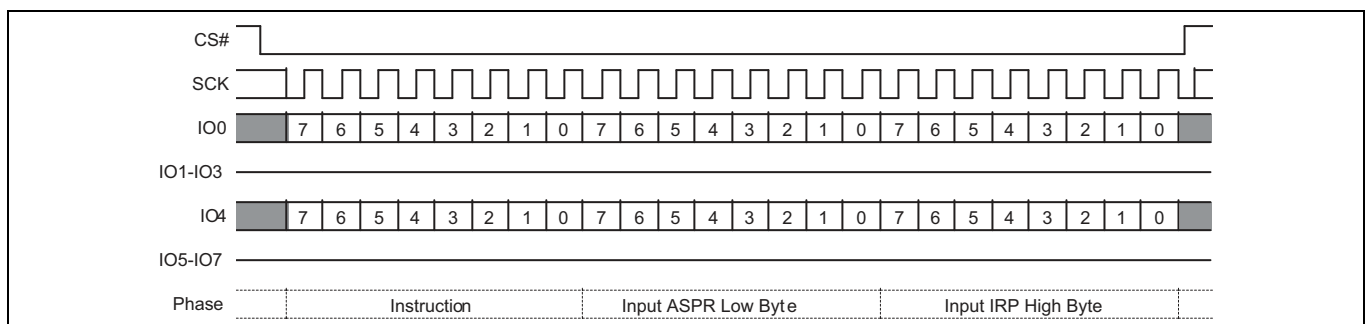 CS#
SCK
IO0 7 6 5 4 3 2 1 0 7 6 5 4 3 2 1 0 7 6 5 4 3 2 1 0
IO1-IO3
IO4 7 6 5 4 3 2 1 0 7 6 5 4 3 2 1 0 7 6 5 4 3 2 1 0
IO5-IO7
Phase Instruction Input ASPR Low Byte Input IRP High Byte